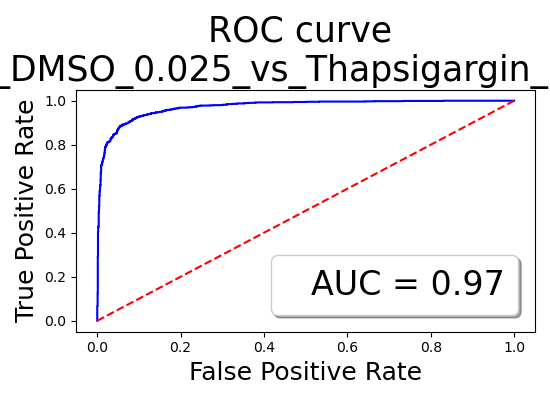 ROC curve
_DMSO_0.025_vs_Thapsigargin_
1.0
0.8
0.6
0.4
0.2
0.0
True Positive Rate
AUC = 0.97
0.0 0.2 0.4 0.6 0.8 1.0
False Positive Rate